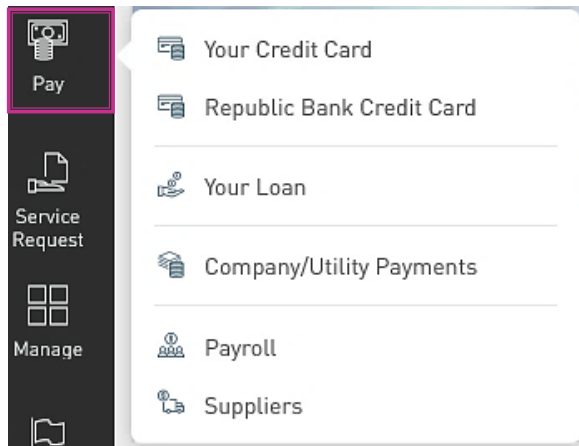 Pay
Service
Request
Manage
Your Credit Card
Republic Bank Credit Card
Your Loan
Company/Utility Payments
Payroll
Suppliers